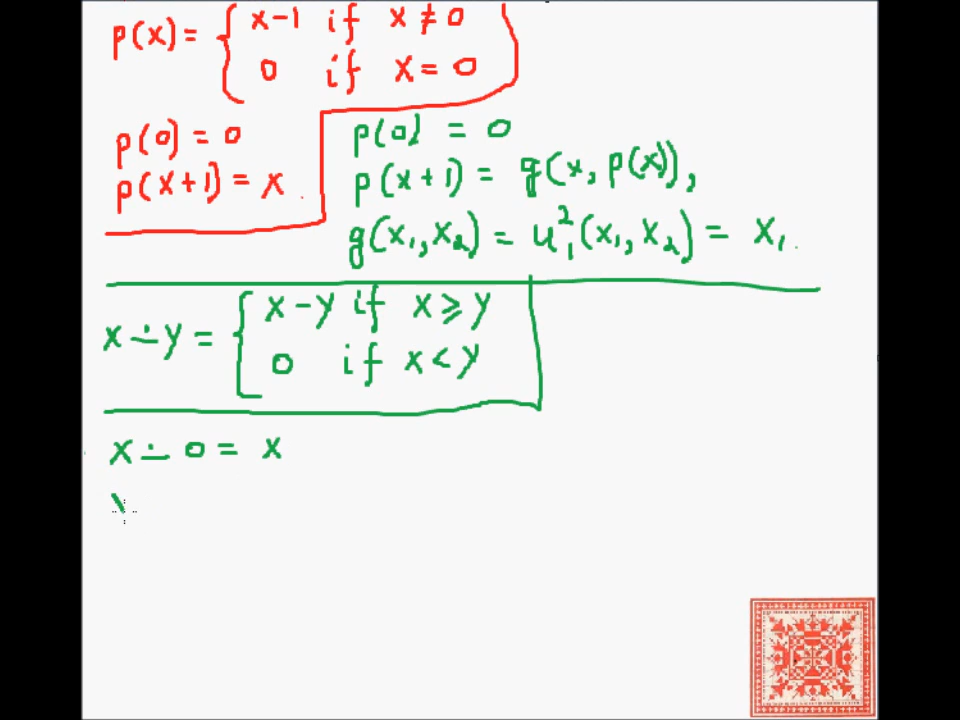 p(x) = { x - 1 if x ≠ 0
0 if x = 0
p(0) = 0
p(x+1) = x.
p(0) = 0
p(x+1) = g(x, p(x)),
g(x₁, x₂) = u₁²(x₁, x₂) = x₁.
x ∸ y = { x - y if x ⩾ y
0 if x < y
x ∸ 0 = x